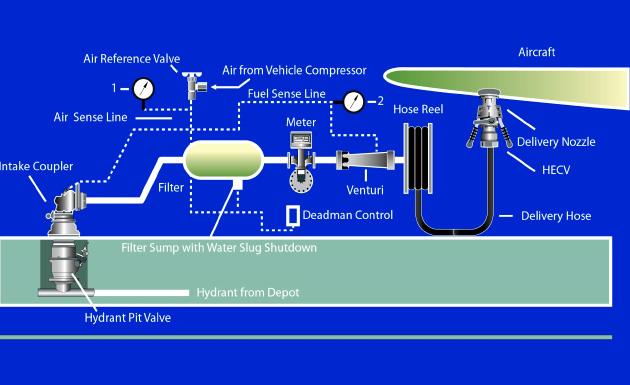 Aircraft
Air Reference Valve
Air from Vehicle Compressor
1
Fuel Sense Line
2
Hose Reel
Air Sense Line
Meter
Delivery Nozzle
Intake Coupler
HECV
Filter
Venturi
Deadman Control
Delivery Hose
Filter Sump with Water Slug Shutdown
Hydrant from Depot
Hydrant Pit Valve